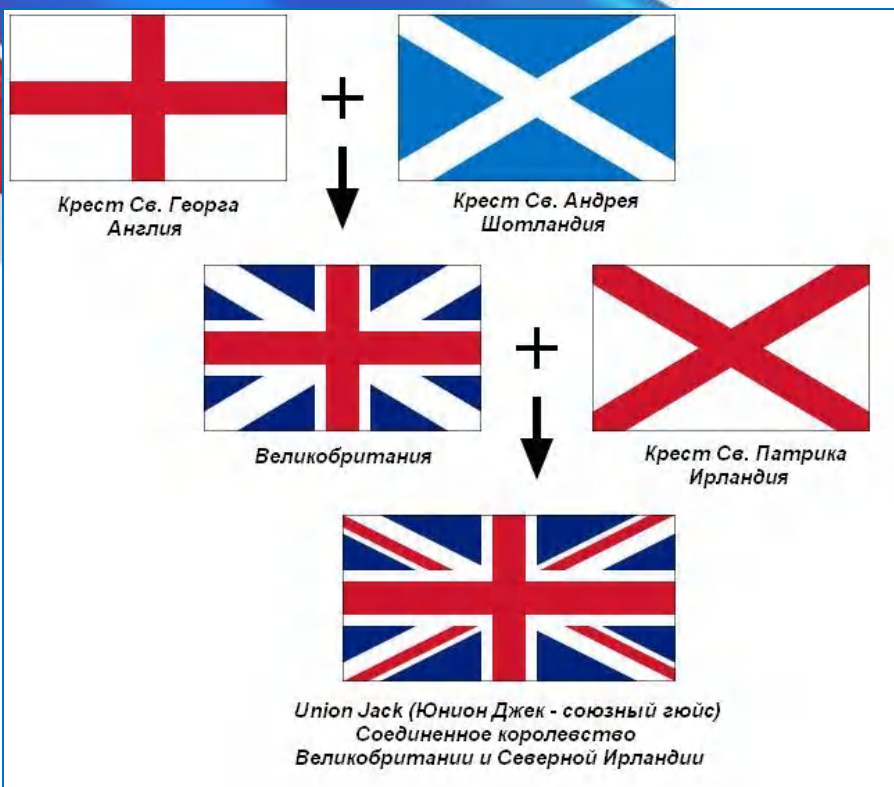 Крест Св. Георга
Англия
Крест Св. Андрея
Шотландия
Великобритания
Крест Св. Патрика
Ирландия
Union Jack (Юнион Джек - союзный гюйс)
Соединенное королевство
Великобритании и Северной Ирландии